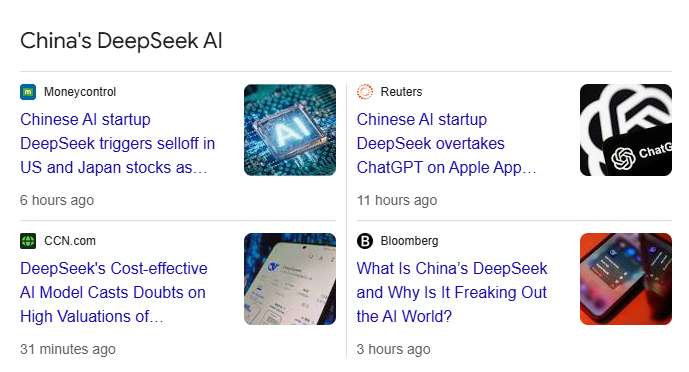 China's DeepSeek AI
Moneycontrol
Chinese AI startup
DeepSeek triggers selloff in
US and Japan stocks as…
AI
6 hours ago
Reuters
Chinese AI startup
DeepSeek overtakes
ChatGPT on Apple App…
ChatG
11 hours ago
CCN.com
DeepSeek's Cost-effective
AI Model Casts Doubts on
High Valuations of…
31 minutes ago
Bloomberg
What Is China’s DeepSeek
and Why Is It Freaking Out
the AI World?
3 hours ago